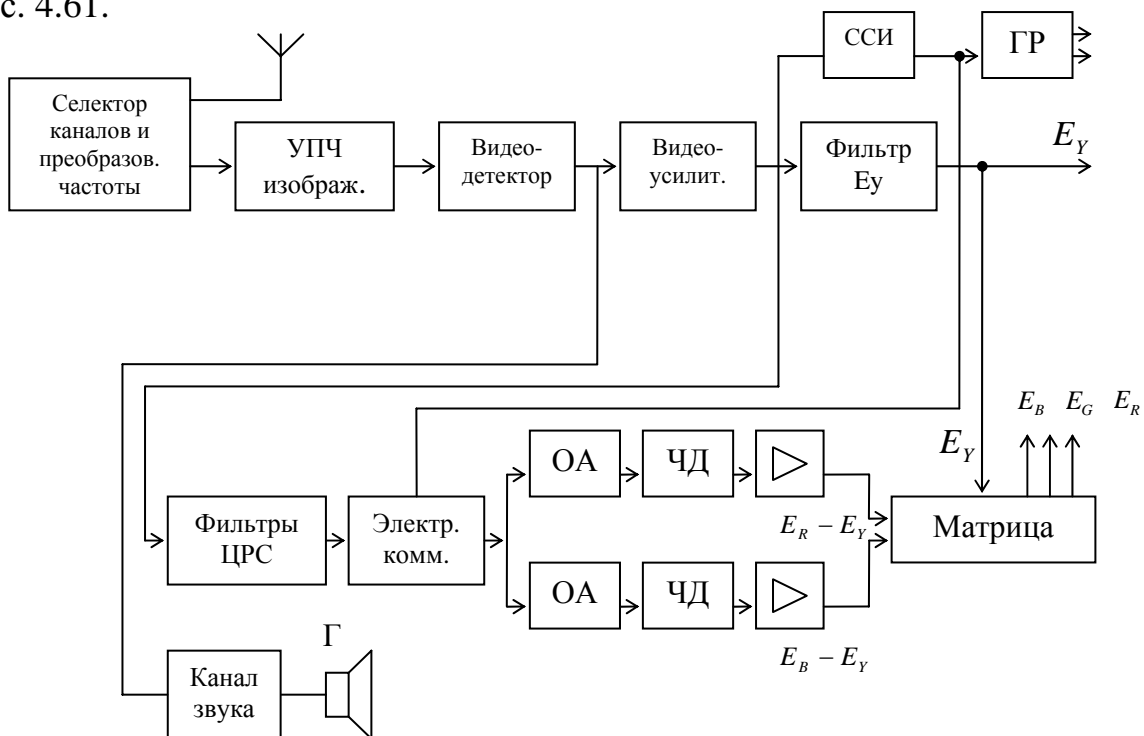 с. 4.61.
ССИ
ГР
Селектор
каналов и
преобразов.
частоты
УПЧ
изображ.
Видео-
детектор
Видео-
усилит.
Фильтр
Еу
E_Y
E_B E_G E_R
E_Y
ОА
ЧД
E_R – E_Y
Фильтры
ЦРС
Электр.
комм.
Матрица
ОА
ЧД
E_B – E_Y
Г
Канал
звука